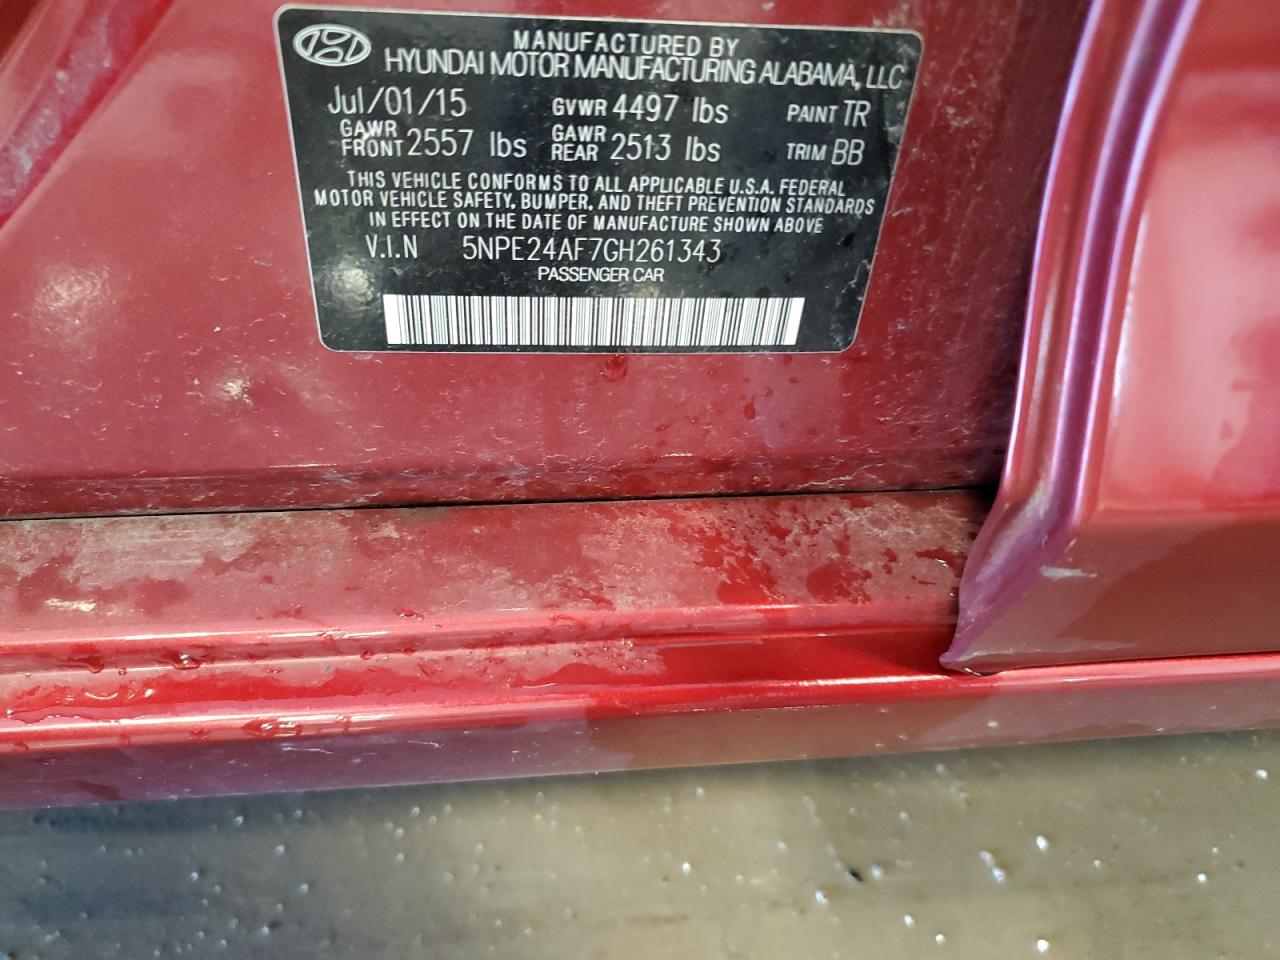 MANUFACTURED BY
HYUNDAI MOTOR MANUFACTURING ALABAMA, LLC
Jul/01/15 GVWR 4497 lbs PAINT TR
GAWR FRONT 2557 lbs GAWR REAR 2513 lbs TRIM BB
THIS VEHICLE CONFORMS TO ALL APPLICABLE U.S.A. FEDERAL
MOTOR VEHICLE SAFETY, BUMPER, AND THEFT PREVENTION STANDARDS
IN EFFECT ON THE DATE OF MANUFACTURE SHOWN ABOVE
V.I.N 5NPE24AF7GH261343
PASSENGER CAR